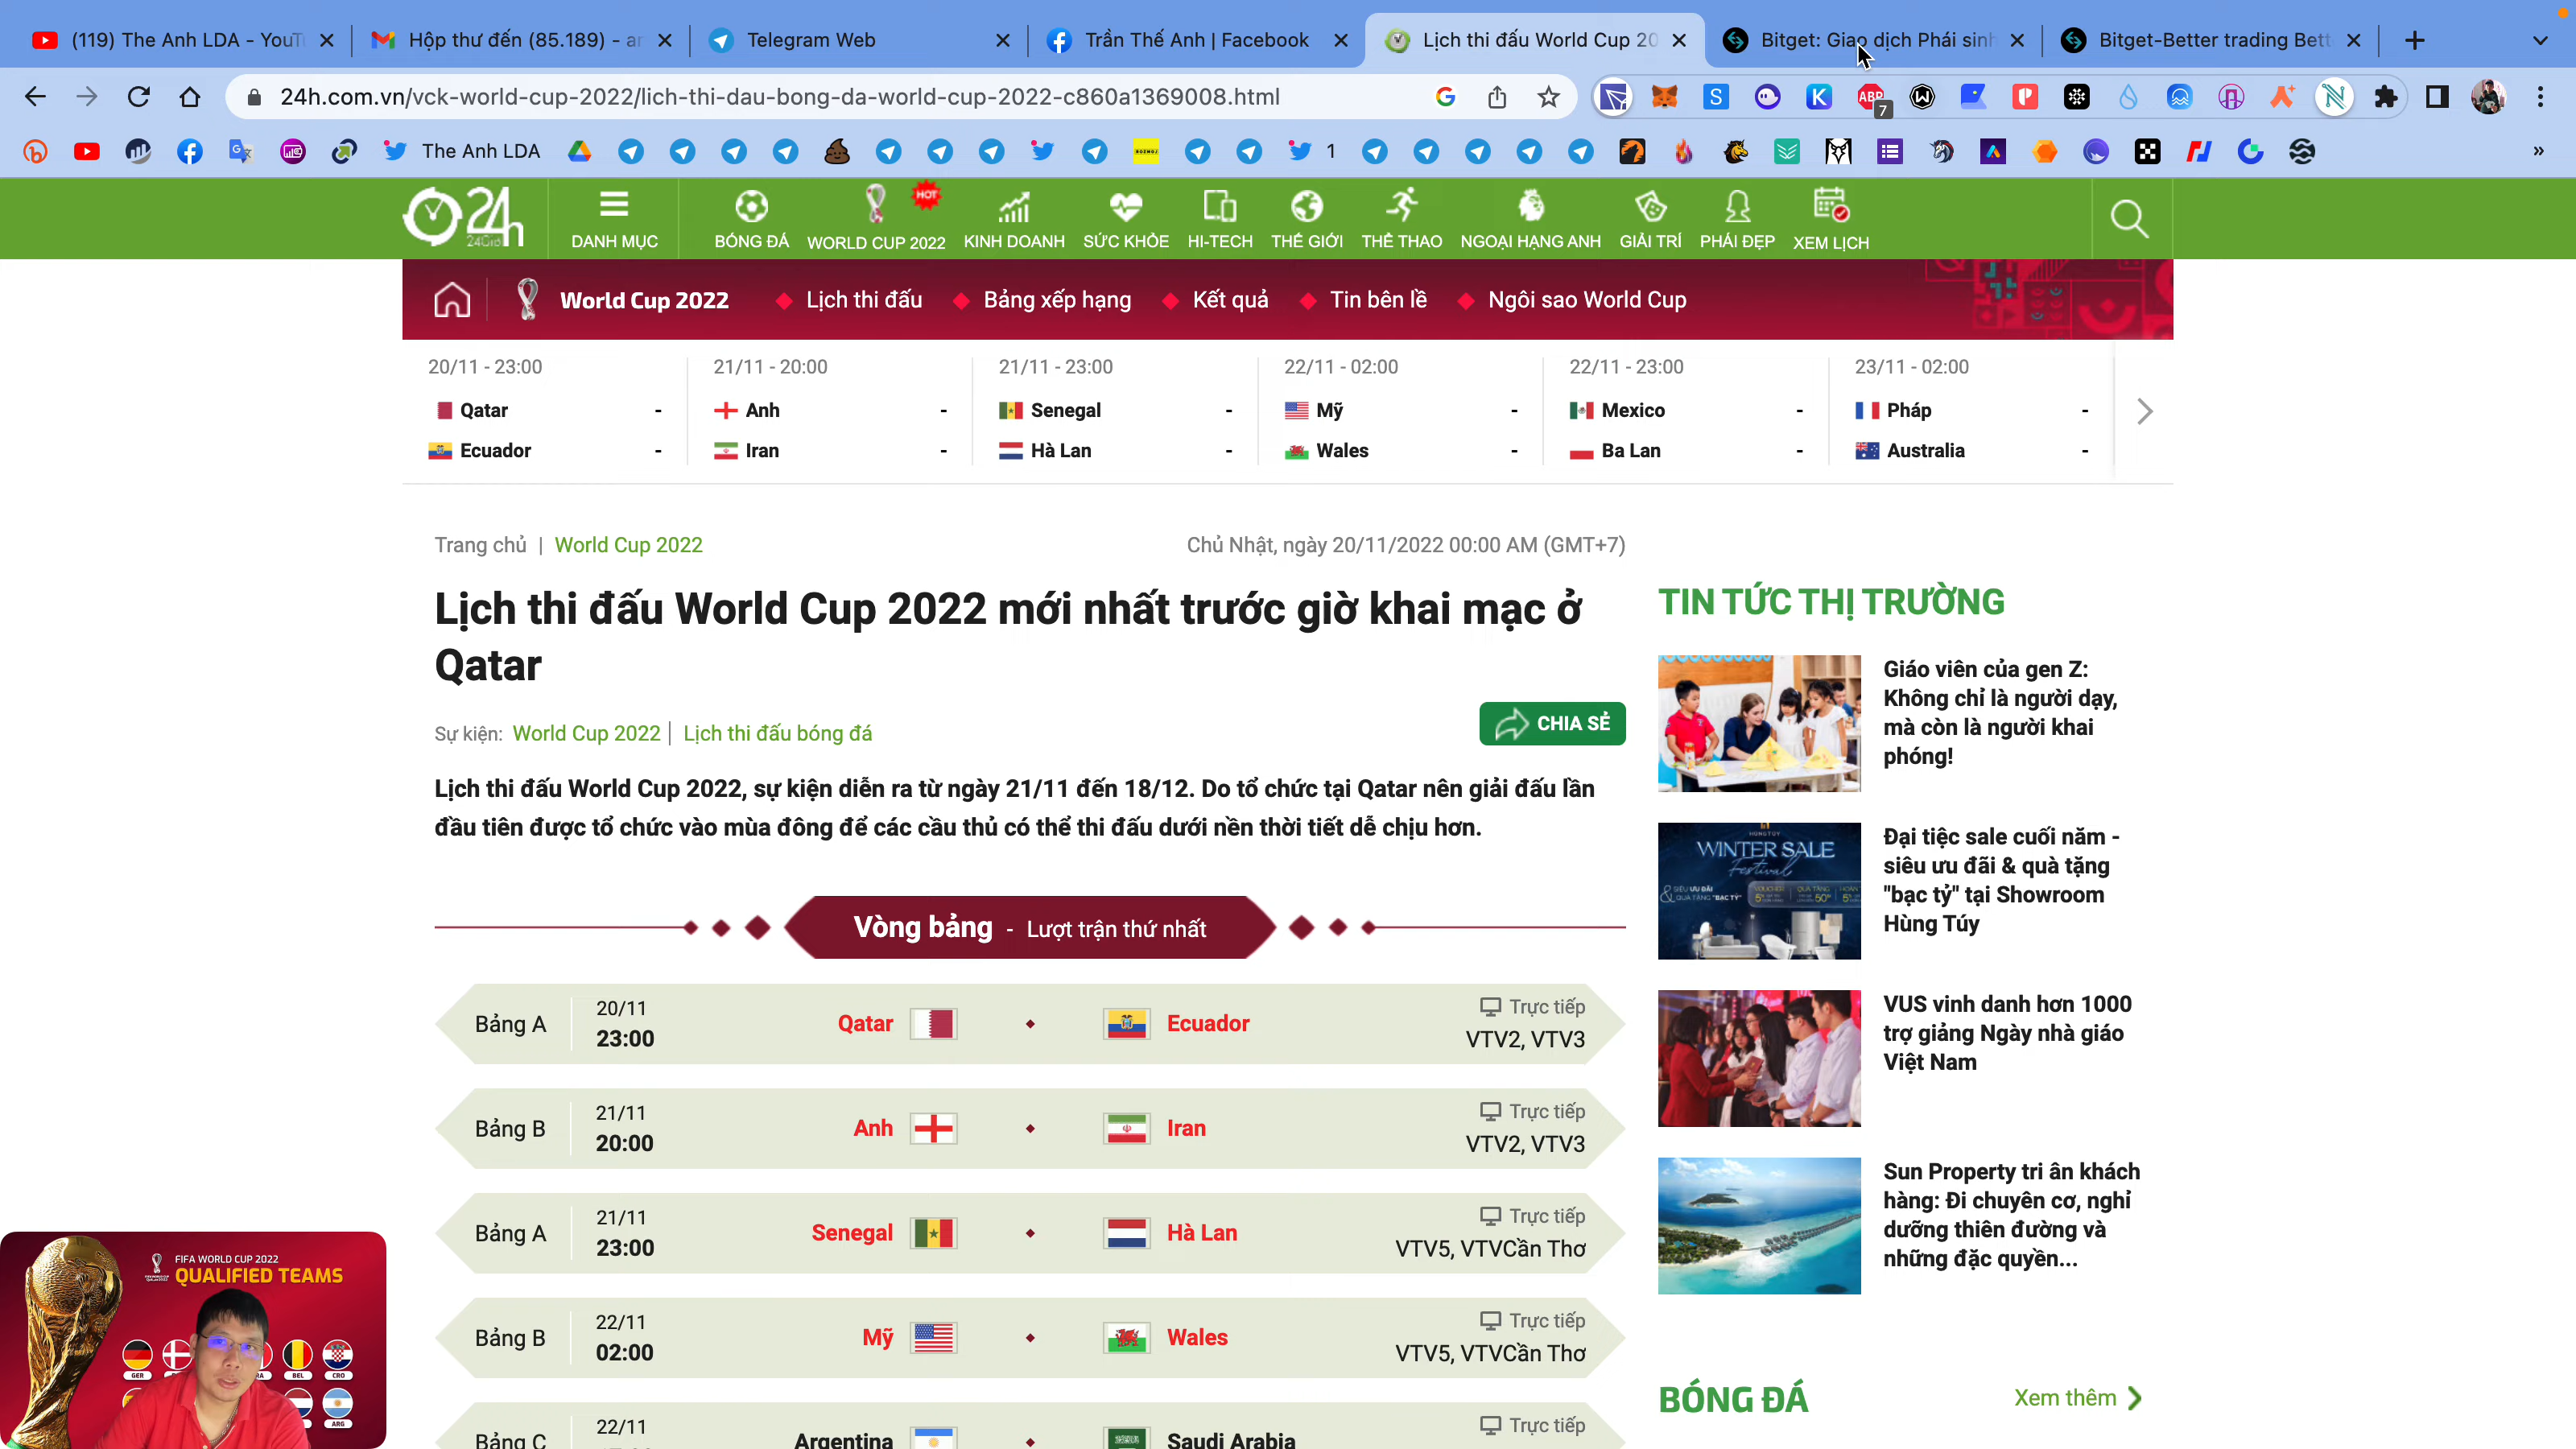 (119) The Anh LDA - YouTu
Hộp thư đến (85.189) - an
Telegram Web
Trần Thế Anh | Facebook
Lịch thi đấu World Cup 20
Bitget: Giao dịch Phái sinh
Bitget-Better trading Bett
24h.com.vn/vck-world-cup-2022/lich-thi-dau-bong-da-world-cup-2022-c860a1369008.html
ABP
7
The Anh LDA
1
24h
DANH MỤC
BÓNG ĐÁ
WORLD CUP 2022
HOT
KINH DOANH
SỨC KHỎE
HI-TECH
THẾ GIỚI
THỂ THAO
NGOẠI HẠNG ANH
GIẢI TRÍ
PHÁI ĐẸP
XEM LỊCH
World Cup 2022
Lịch thi đấu
Bảng xếp hạng
Kết quả
Tin bên lề
Ngôi sao World Cup
20/11 - 23:00
Qatar -
Ecuador -
21/11 - 20:00
Anh -
Iran -
21/11 - 23:00
Senegal -
Hà Lan -
22/11 - 02:00
Mỹ -
Wales -
22/11 - 23:00
Mexico -
Ba Lan -
23/11 - 02:00
Pháp -
Australia -
Trang chủ | World Cup 2022
Chủ Nhật, ngày 20/11/2022 00:00 AM (GMT+7)
Lịch thi đấu World Cup 2022 mới nhất trước giờ khai mạc ở
Qatar
Sự kiện: World Cup 2022 | Lịch thi đấu bóng đá
CHIA SẺ
Lịch thi đấu World Cup 2022, sự kiện diễn ra từ ngày 21/11 đến 18/12. Do tổ chức tại Qatar nên giải đấu lần
đầu tiên được tổ chức vào mùa đông để các cầu thủ có thể thi đấu dưới nền thời tiết dễ chịu hơn.
Vòng bảng - Lượt trận thứ nhất
Bảng A
20/11
23:00
Qatar
Ecuador
Trực tiếp
VTV2, VTV3
Bảng B
21/11
20:00
Anh
Iran
Trực tiếp
VTV2, VTV3
Bảng A
21/11
23:00
Senegal
Hà Lan
Trực tiếp
VTV5, VTVCần Thơ
Bảng B
22/11
02:00
Mỹ
Wales
Trực tiếp
VTV5, VTVCần Thơ
Bảng C
22/11
Argentina
Saudi Arabia
Trực tiếp
TIN TỨC THỊ TRƯỜNG
Giáo viên của gen Z:
Không chỉ là người dạy,
mà còn là người khai
phóng!
WINTER SALE
Festival
Đại tiệc sale cuối năm -
siêu ưu đãi & quà tặng
"bạc tỷ" tại Showroom
Hùng Túy
VUS vinh danh hơn 1000
trợ giảng Ngày nhà giáo
Việt Nam
Sun Property tri ân khách
hàng: Đi chuyên cơ, nghỉ
dưỡng thiên đường và
những đặc quyền...
BÓNG ĐÁ
Xem thêm
FIFA WORLD CUP 2022
QUALIFIED TEAMS
GER
BEL
CRO
ARG